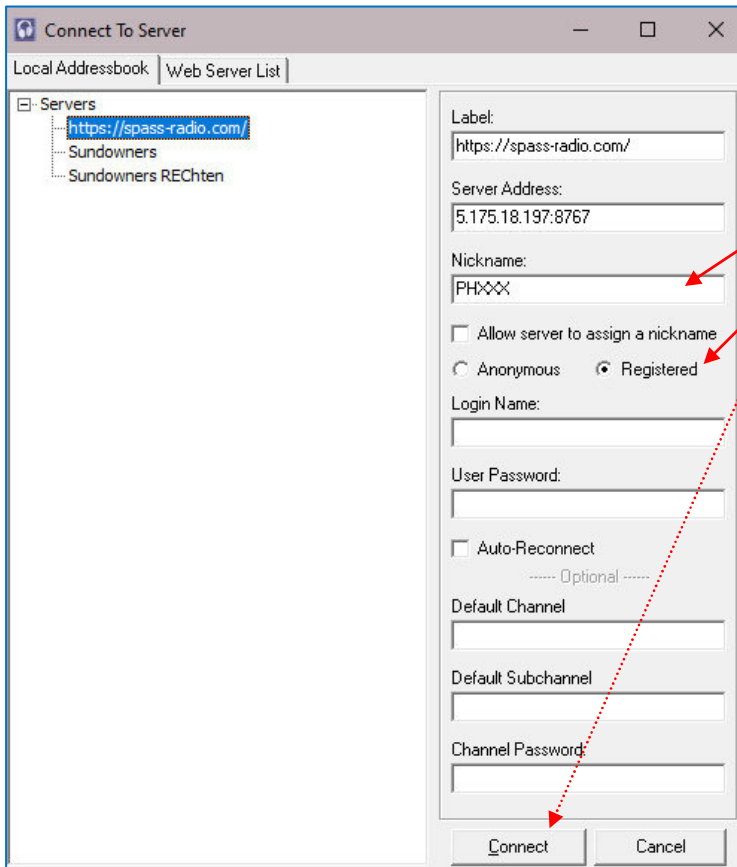 Connect To Server
Local Addressbook
Web Server List
Servers
https://spass-radio.com/
Sundowners
Sundowners REChten
Label:
https://spass-radio.com/
Server Address:
5.175.18.197:8767
Nickname:
PHXXX
Allow server to assign a nickname
Anonymous
Registered
Login Name:
User Password:
Auto-Reconnect
------ Optional ------
Default Channel
Default Subchannel
Channel Password:
Connect
Cancel